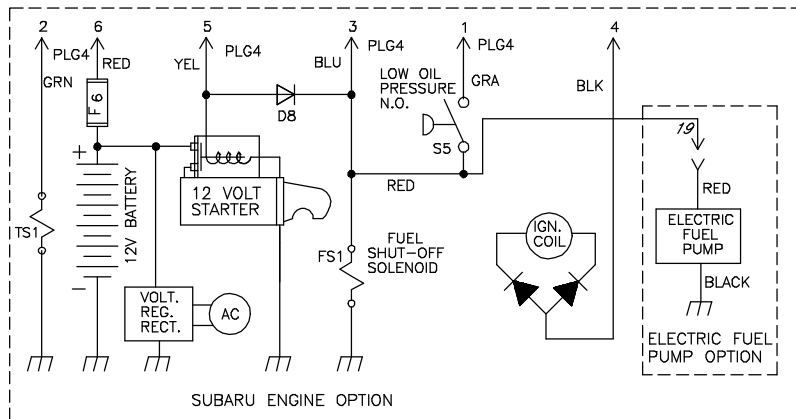 2
6
5
3
1
4
PLG4
RED
GRN
YEL
PLG4
BLU
PLG4
PLG4
GRA
BLK
F6
D8
LOW OIL
PRESSURE
N.O.
S5
19
+
12V BATTERY
−
12 VOLT
STARTER
RED
RED
TS1
FS1
FUEL
SHUT-OFF
SOLENOID
IGN.
COIL
ELECTRIC
FUEL
PUMP
BLACK
VOLT.
REG.
RECT.
AC
ELECTRIC FUEL
PUMP OPTION
SUBARU ENGINE OPTION